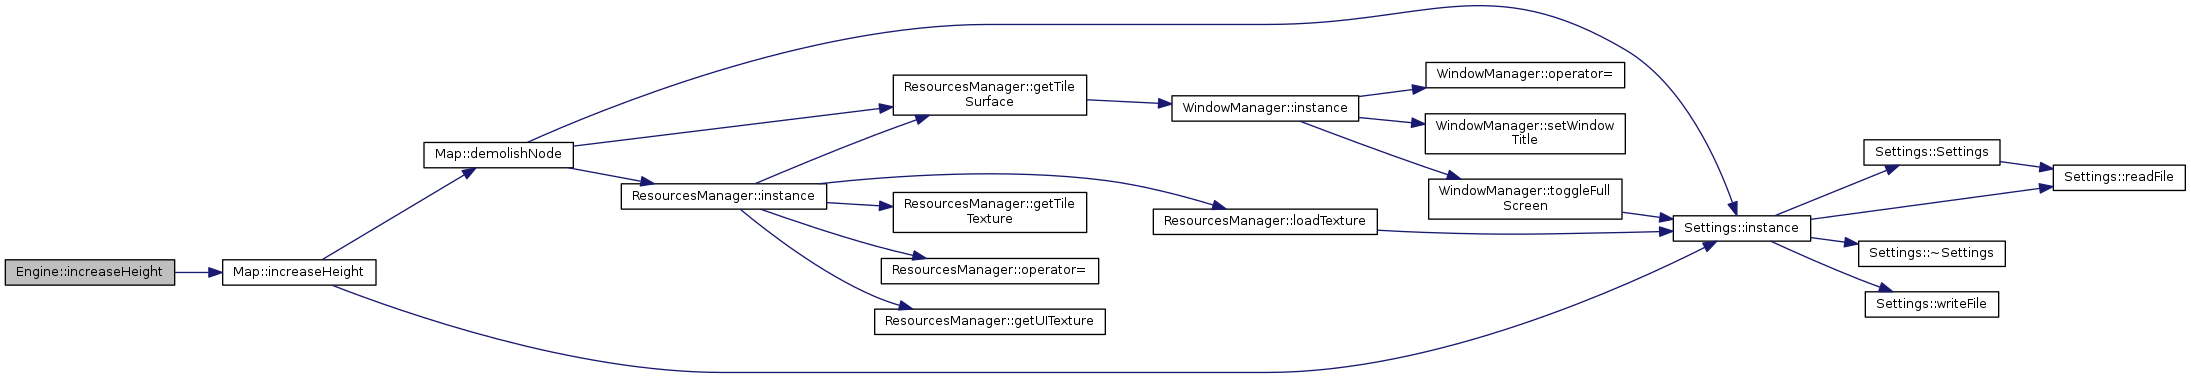 Engine::increaseHeight
Map::increaseHeight
Map::demolishNode
ResourcesManager::instance
ResourcesManager::getTile
Surface
ResourcesManager::getTile
Texture
ResourcesManager::operator=
ResourcesManager::getUITexture
WindowManager::instance
ResourcesManager::loadTexture
WindowManager::operator=
WindowManager::setWindow
Title
WindowManager::toggleFull
Screen
Settings::instance
Settings::Settings
Settings::~Settings
Settings::writeFile
Settings::readFile